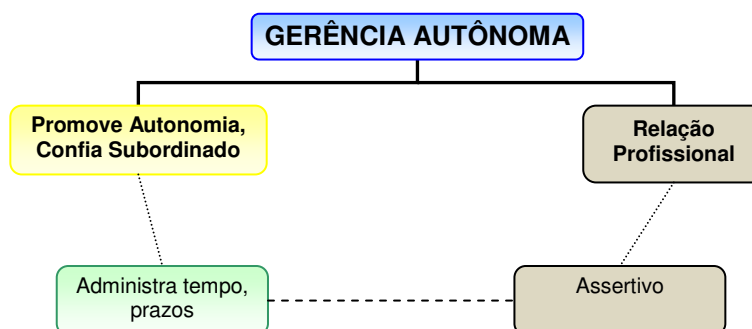 GERÊNCIA AUTÔNOMA
Promove Autonomia,
Confia Subordinado
Relação
Profissional
Administra tempo,
prazos
Assertivo